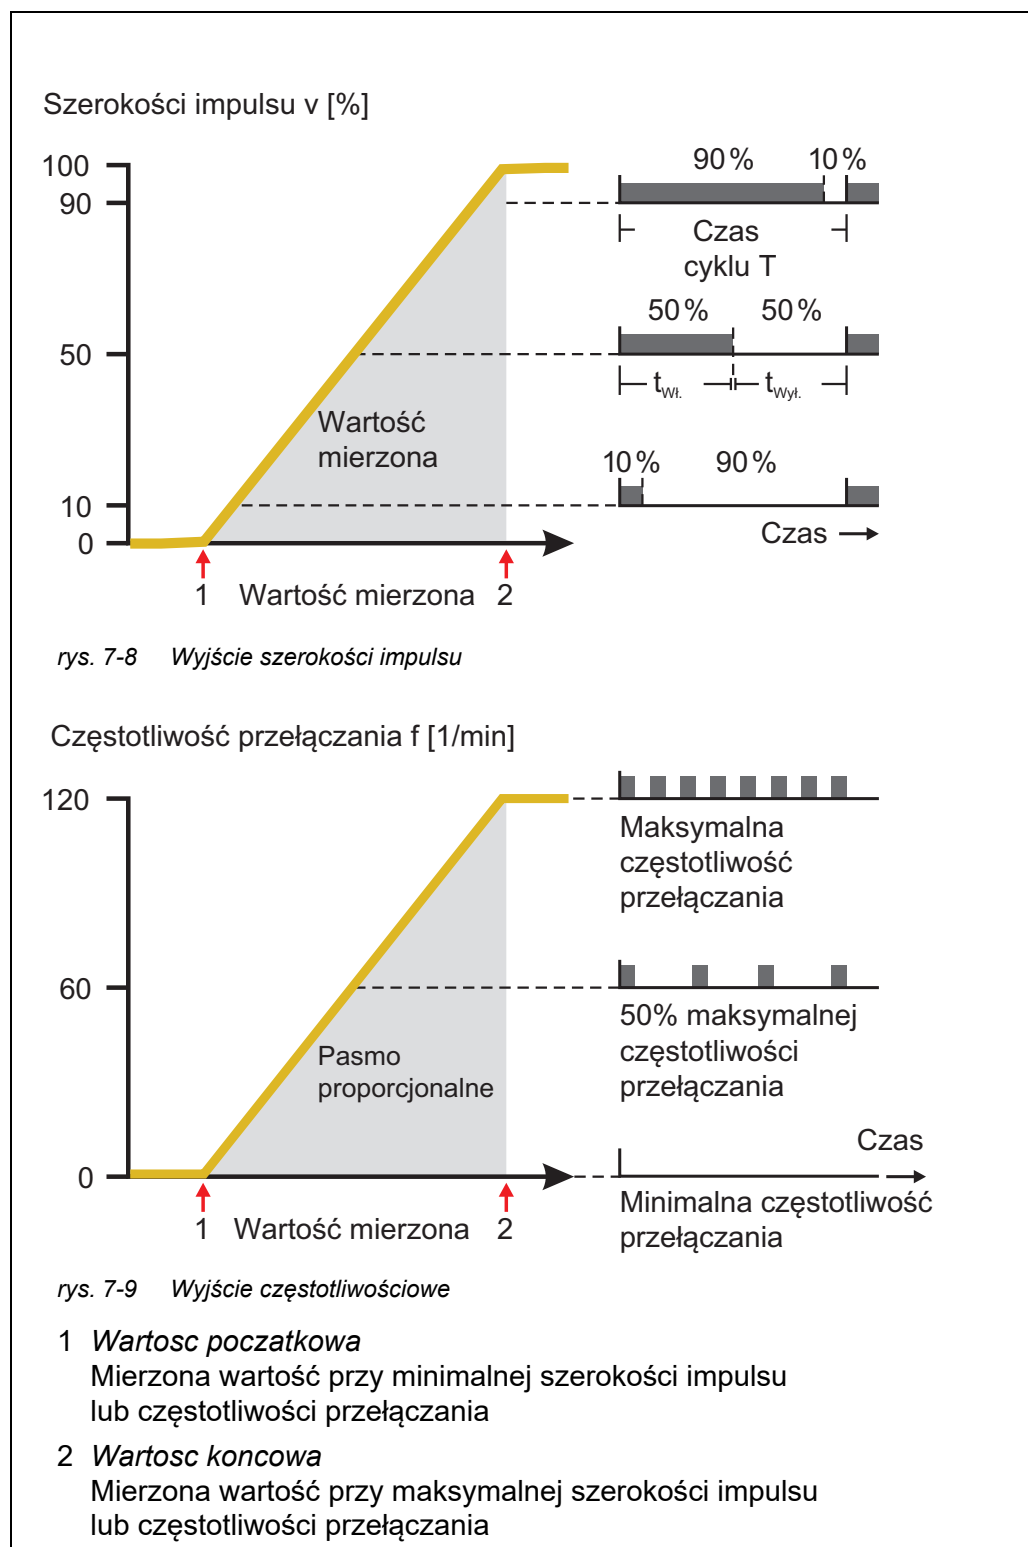 Szerokości impulsu v [%]
100
90
50
10
0
Wartość
mierzona
1 Wartość mierzona 2
90 % 10 %
Czas
cyklu T
50 % 50 %
tWł. tWył.
10 % 90 %
Czas
rys. 7-8 Wyjście szerokości impulsu
Częstotliwość przełączania f [1/min]
120
60
0
Pasmo
proporcjonalne
1 Wartość mierzona 2
Maksymalna
częstotliwość
przełączania
50% maksymalnej
częstotliwości
przełączania
Czas
Minimalna częstotliwość
przełączania
rys. 7-9 Wyjście częstotliwościowe
1 Wartosc poczatkowa
Mierzona wartość przy minimalnej szerokości impulsu
lub częstotliwości przełączania
2 Wartosc koncowa
Mierzona wartość przy maksymalnej szerokości impulsu
lub częstotliwości przełączania